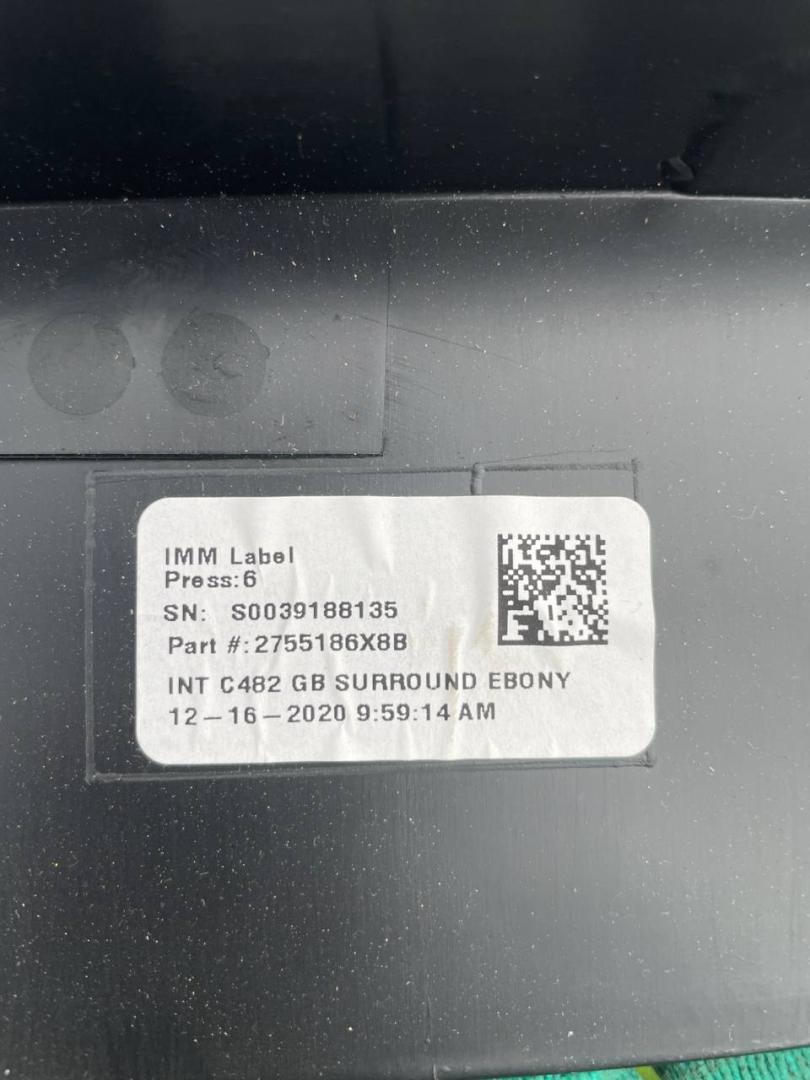 IMM Label
Press:6
SN: S0039188135
Part #:2755186X8B
INT C482 GB SURROUND EBONY
12-16-2020 9:59:14 AM